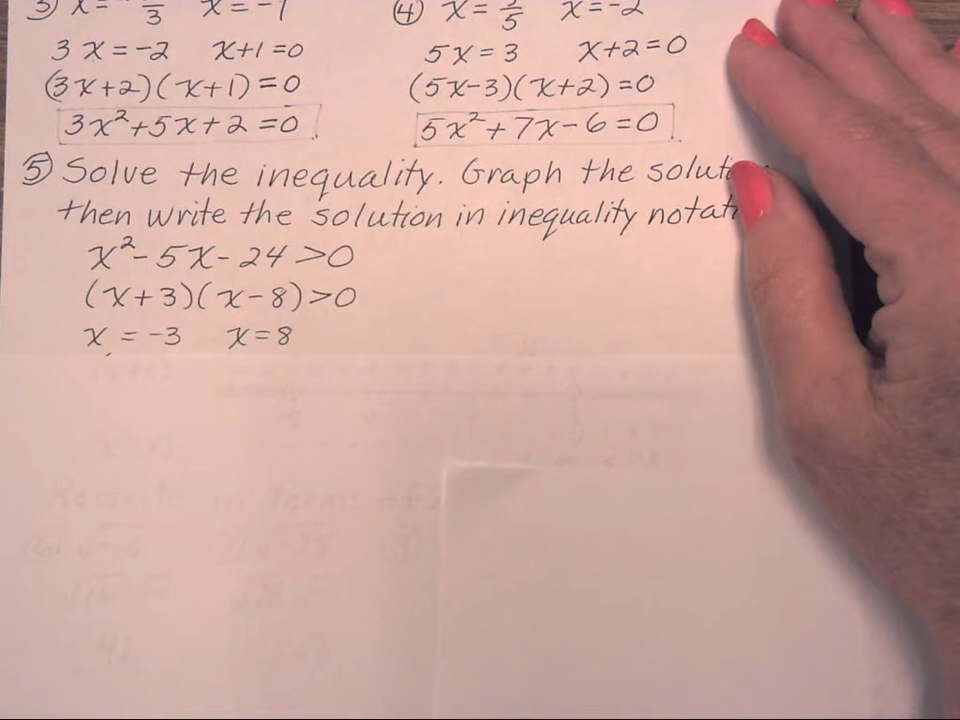 3) x = -2/3 x = -1 ④ x = 3/5 x = -2
3x = -2 x+1 = 0 5x = 3 x+2 = 0
(3x+2)(x+1) = 0 (5x-3)(x+2) = 0
3x²+5x+2 = 0 5x²+7x-6 = 0
⑤ Solve the inequality. Graph the
then write the solution in inequality
x²-5x-24 > 0
(x+3)(x-8) > 0
x = -3 x = 8